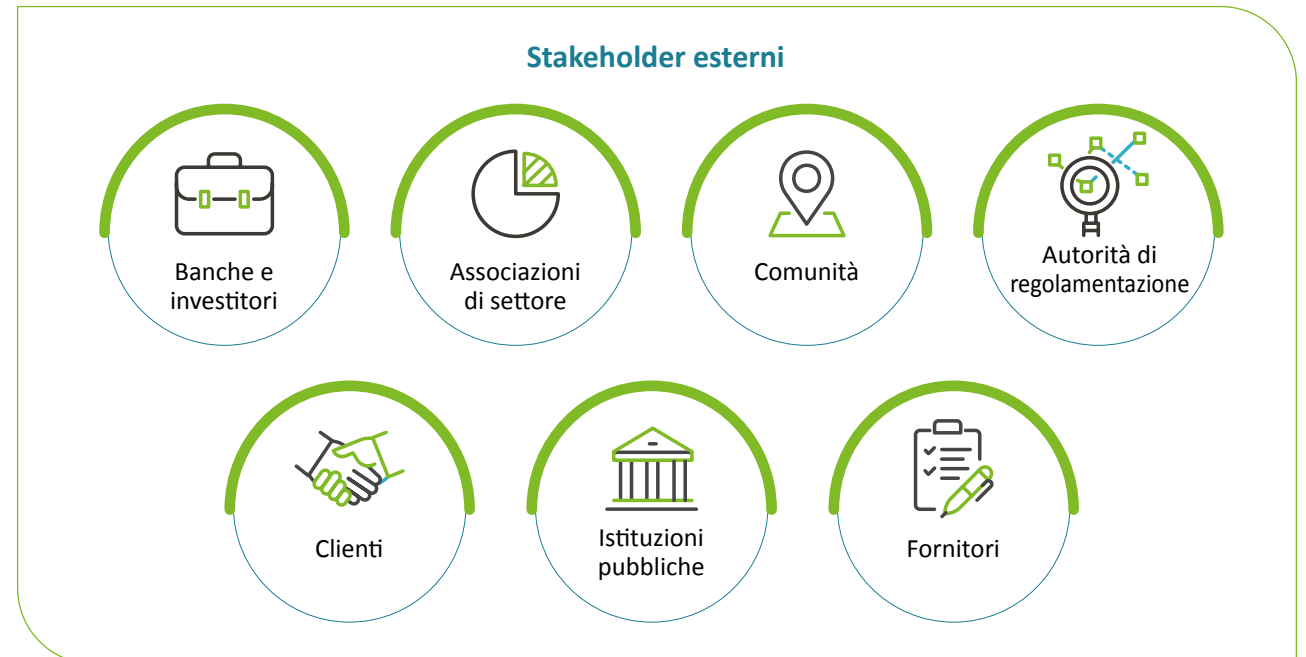 Stakeholder esterni
Banche e
investitori
Associazioni
di settore
Comunità
Autorità di
regolamentazione
Clienti
Istituzioni
pubbliche
Fornitori